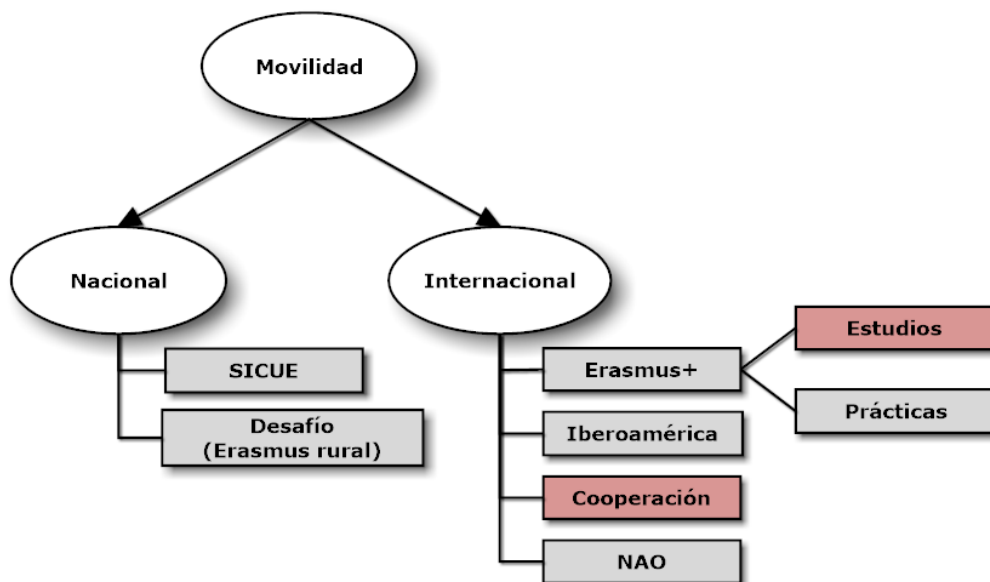 Movilidad
Nacional
Internacional
SICUE
Desafío
(Erasmus rural)
Erasmus+
Iberoamérica
Cooperación
NAO
Estudios
Prácticas